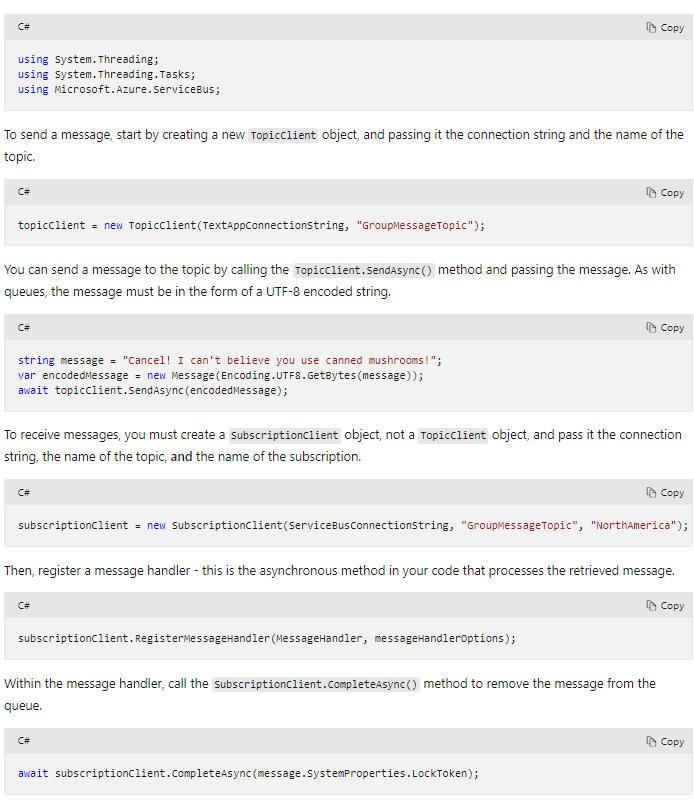 C#
Copy
using System.Threading;
using System.Threading.Tasks;
using Microsoft.Azure.ServiceBus;
To send a message, start by creating a new TopicClient object, and passing it the connection string and the name of the
topic.
C#
Copy
topicClient = new TopicClient(TextAppConnectionString, "GroupMessageTopic");
You can send a message to the topic by calling the TopicClient.SendAsync() method and passing the message. As with
queues, the message must be in the form of a UTF-8 encoded string.
C#
Copy
string message = "Cancel! I can't believe you use canned mushrooms!";
var encodedMessage = new Message(Encoding.UTF8.GetBytes(message));
await topicClient.SendAsync(encodedMessage);
To receive messages, you must create a SubscriptionClient object, not a TopicClient object, and pass it the connection
string, the name of the topic, and the name of the subscription.
C#
Copy
subscriptionClient = new SubscriptionClient(ServiceBusConnectionString, "GroupMessageTopic", "NorthAmerica");
Then, register a message handler - this is the asynchronous method in your code that processes the retrieved message.
C#
Copy
subscriptionClient.RegisterMessageHandler(MessageHandler, messageHandlerOptions);
Within the message handler, call the SubscriptionClient.CompleteAsync() method to remove the message from the
queue.
C#
Copy
await subscriptionClient.CompleteAsync(message.SystemProperties.LockToken);